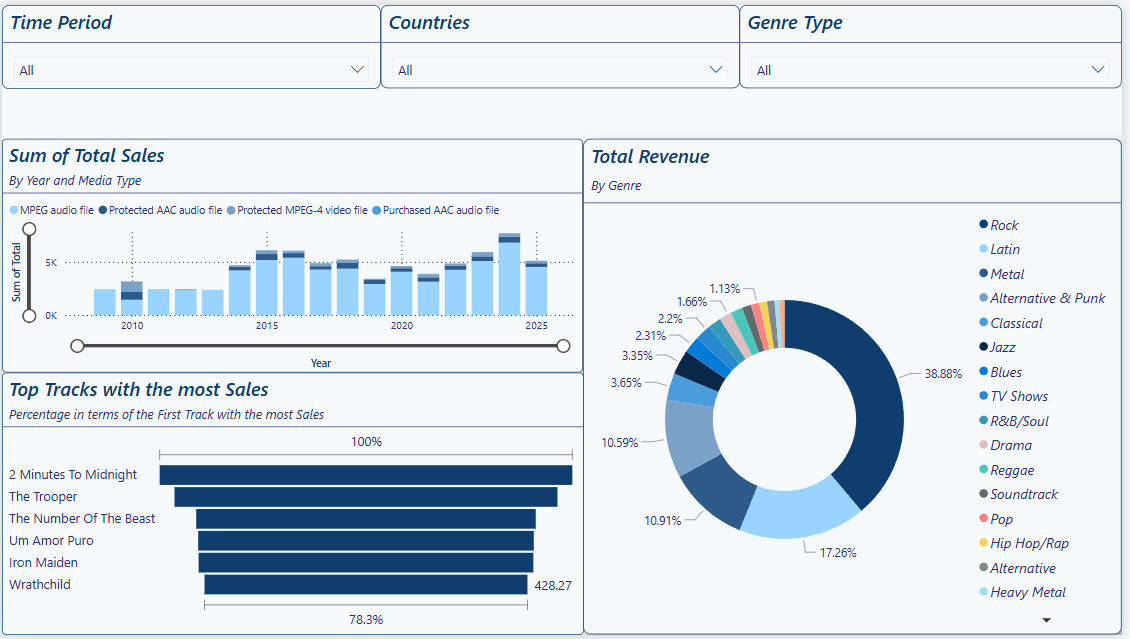 Time Period
Countries
Genre Type
All
All
All
Sum of Total Sales
By Year and Media Type
MPEG audio file Protected AAC audio file Protected MPEG-4 video file Purchased AAC audio file
Sum of Total
5K
0K
2010 2015 2020 2025
Year
Top Tracks with the most Sales
Percentage in terms of the First Track with the most Sales
100%
2 Minutes To Midnight
The Trooper
The Number Of The Beast
Um Amor Puro
Iron Maiden
Wrathchild 428.27
78.3%
Total Revenue
By Genre
1.13%
1.66%
2.2%
2.31%
3.35%
3.65%
10.59%
10.91%
17.26%
38.88%
Rock
Latin
Metal
Alternative & Punk
Classical
Jazz
Blues
TV Shows
R&B/Soul
Drama
Reggae
Soundtrack
Pop
Hip Hop/Rap
Alternative
Heavy Metal